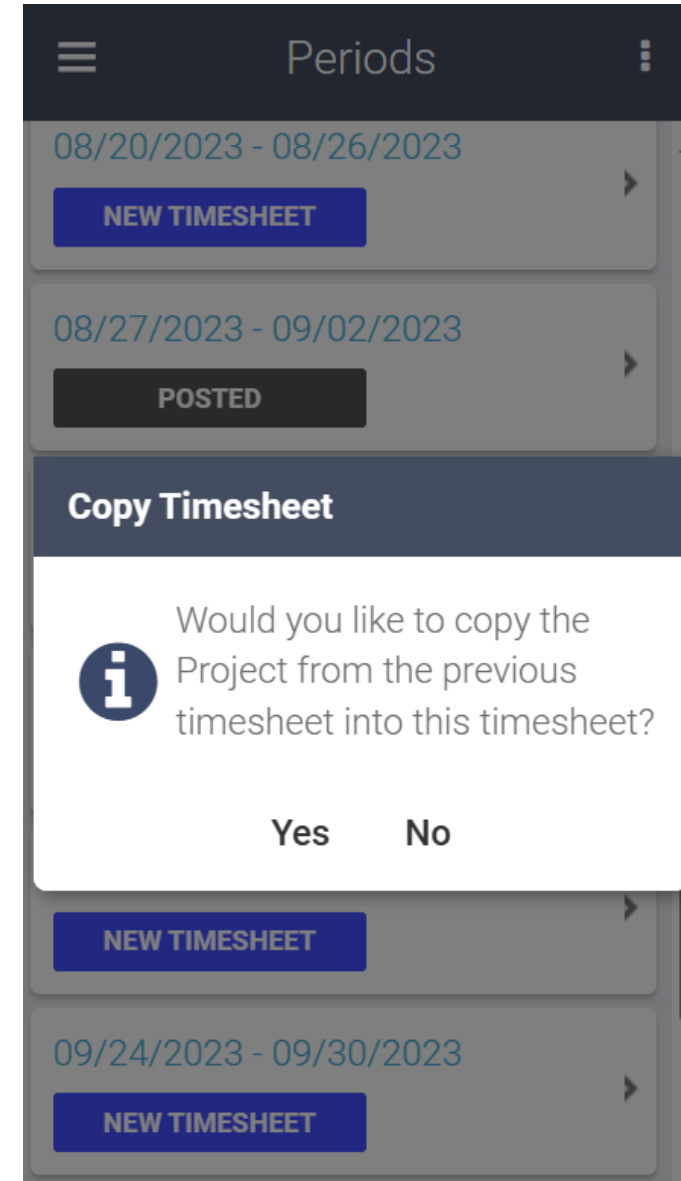 Periods
08/20/2023 - 08/26/2023
NEW TIMESHEET
08/27/2023 - 09/02/2023
POSTED
Copy Timesheet
Would you like to copy the
Project from the previous
timesheet into this timesheet?
Yes No
NEW TIMESHEET
09/24/2023 - 09/30/2023
NEW TIMESHEET